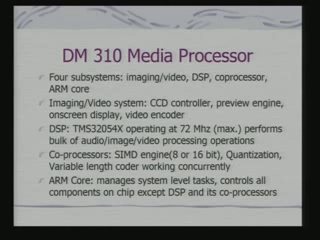 DM 310 Media Processor
Four subsystems: imaging/video, DSP, coprocessor,
ARM core
Imaging/Video system: CCD controller, preview engine,
onscreen display, video encoder
DSP: TMS32054X operating at 72 Mhz (max.) performs
bulk of audio/image/video processing operations
Co-processors: SIMD engine(8 or 16 bit), Quantization,
Variable length coder working concurrently
ARM Core: manages system level tasks, controls all
components on chip except DSP and its co-processors